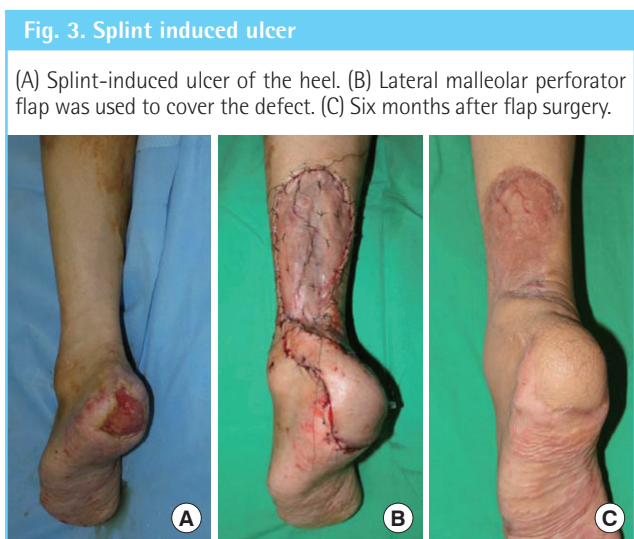 Fig. 3. Splint induced ulcer
(A) Splint-induced ulcer of the heel. (B) Lateral malleolar perforator
flap was used to cover the defect. (C) Six months after flap surgery.
A
B
C